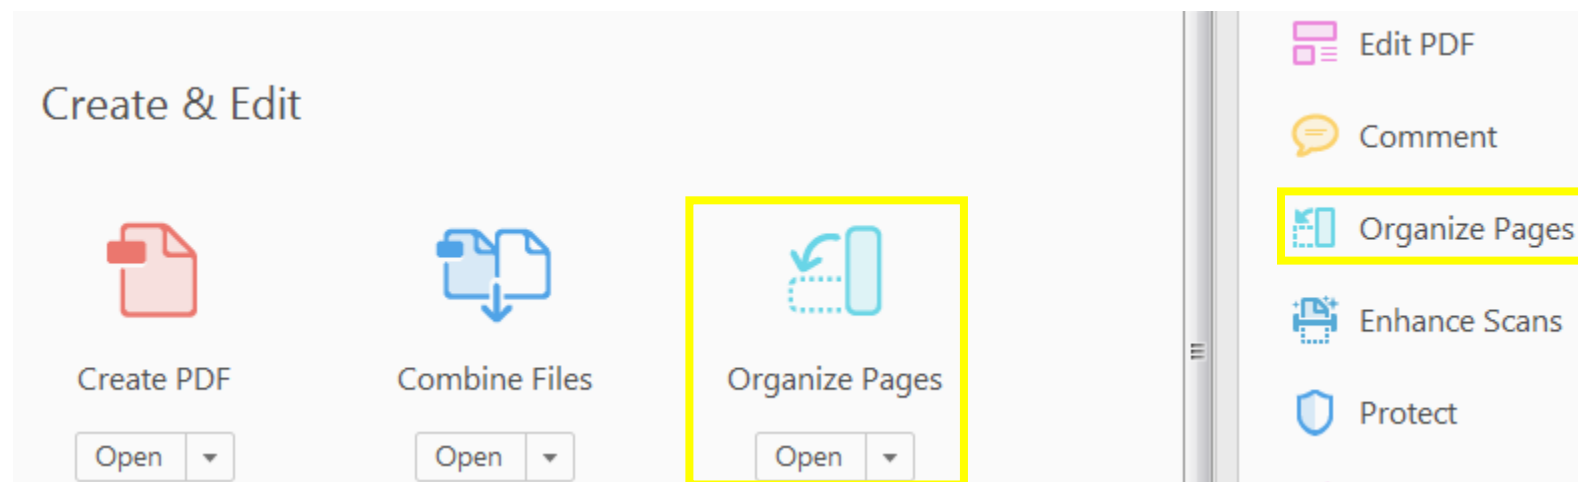 Create & Edit
Create PDF
Open
Combine Files
Open
Organize Pages
Open
Edit PDF
Comment
Organize Pages
Enhance Scans
Protect